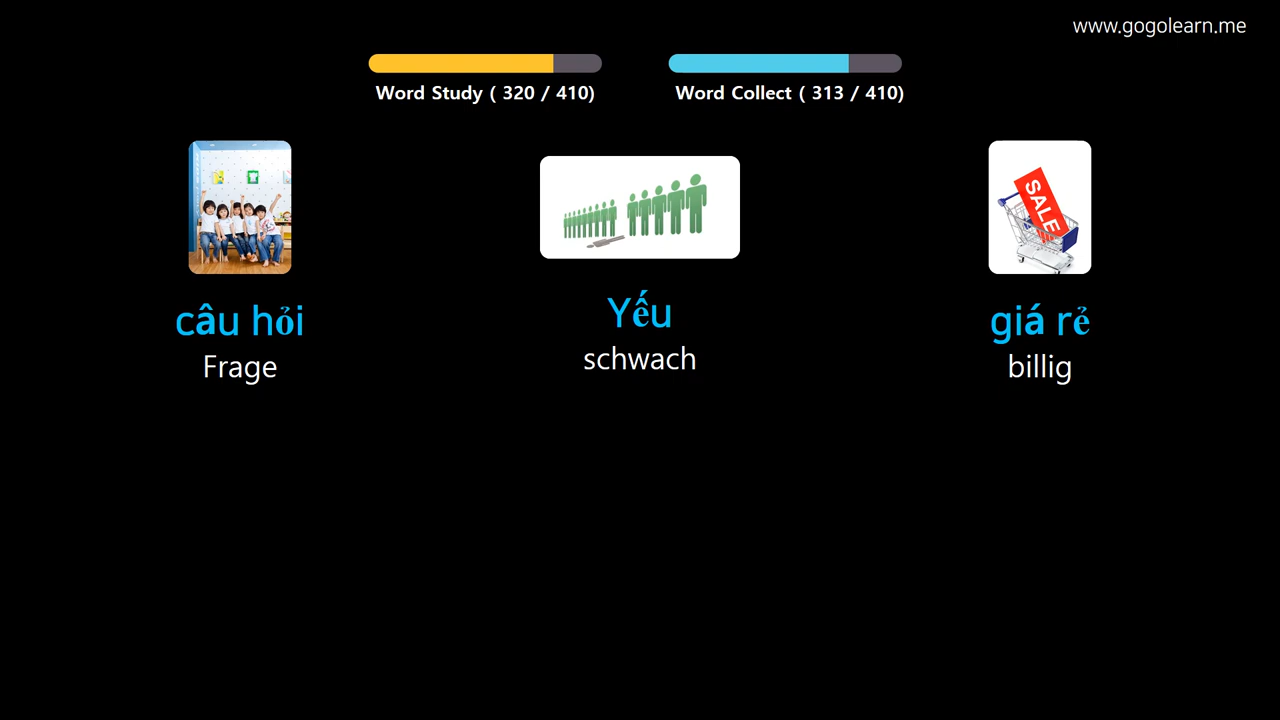 www.gogolearn.me
Word Study ( 320 / 410)
Word Collect ( 313 / 410)
SALE
câu hỏi
Frage
Yếu
schwach
giá rẻ
billig